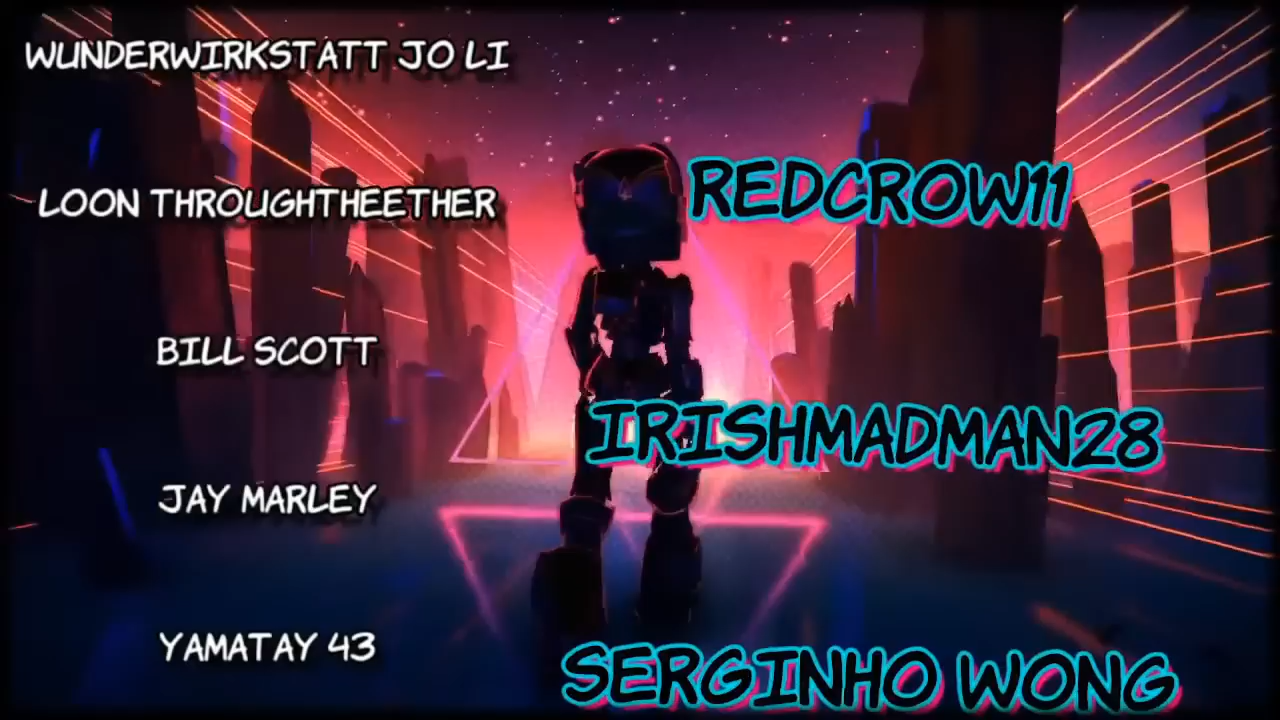 WUNDERWIRKSTATT JO LI
LOON THROUGHTHEETHER
BILL SCOTT
JAY MARLEY
YAMATAY 43
REDCROW11
IRISHMADMAN28
SERGINHO WONG